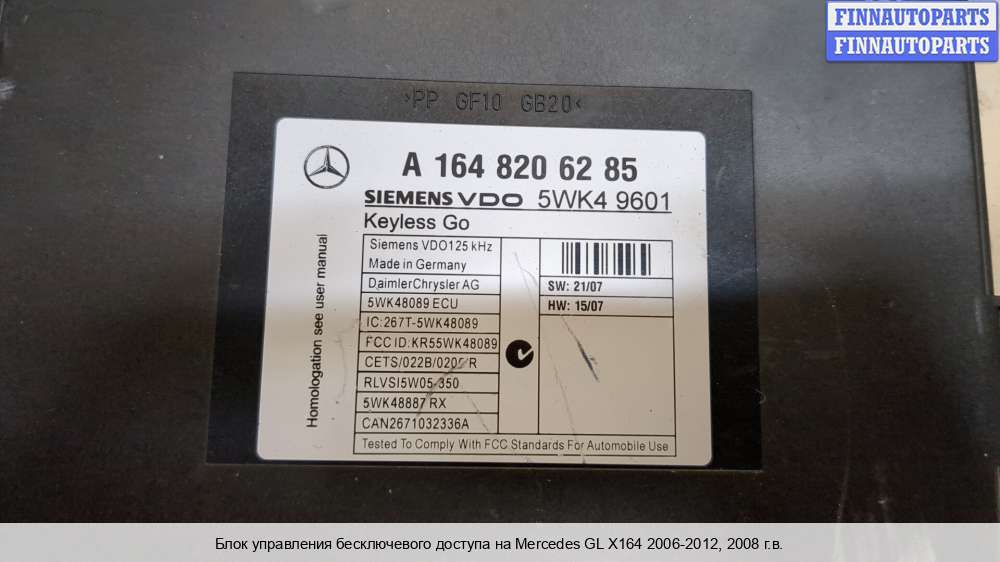 FINNAUTOPARTS
FINNAUTOPARTS
>PP GF10 GB20<
A 164 820 62 85
SIEMENS VDO 5WK4 9601
Keyless Go
Homologation see user manual
Siemens VDO125 kHz
Made in Germany
DaimlerChrysler AG
5WK48089 ECU
IC:267T-5WK48089
FCC ID:KR55WK48089
RLVSI5W05-350
5WK48887 RX
CAN2671032336A
SW: 21/07
HW: 15/07
Tested To Comply With FCC Standards For Automobile Use
Блок управления бесключевого доступа на Mercedes GL X164 2006-2012, 2008 г.в.